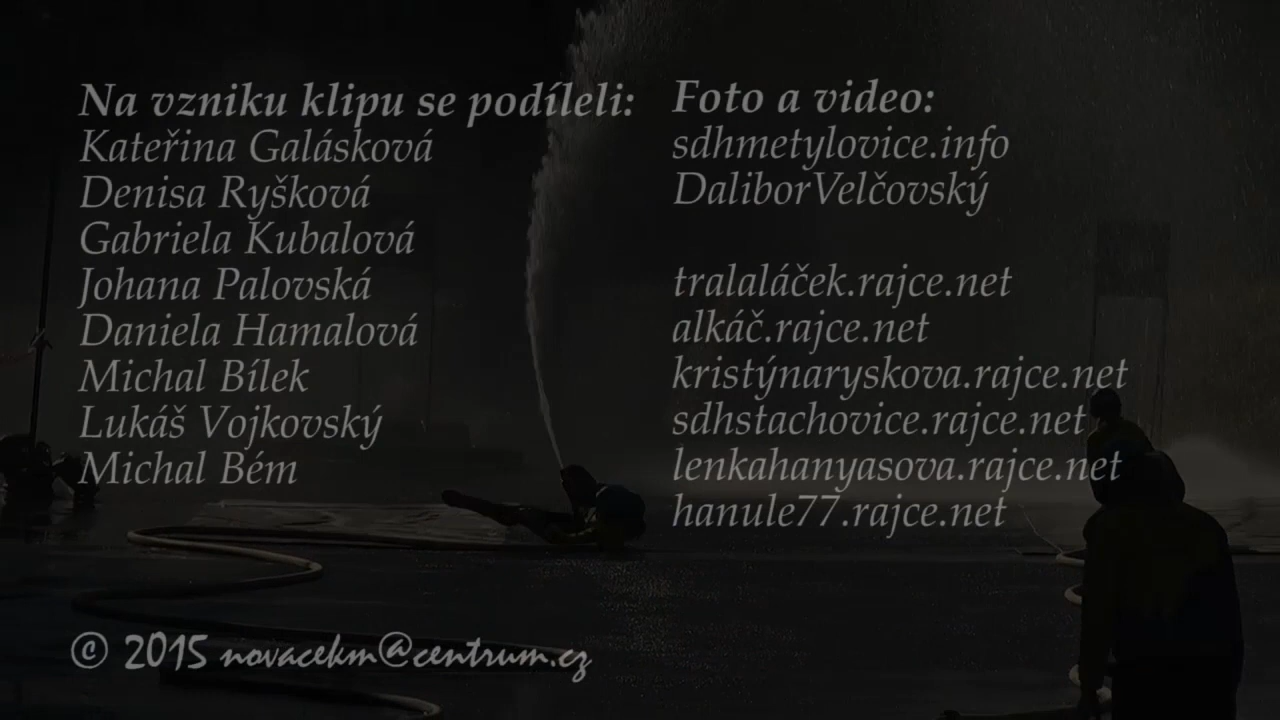 Na vzniku klipu se podíleli:
Kateřina Galásková
Denisa Ryšková
Gabriela Kubalová
Johana Palovská
Daniela Hamalová
Michal Bílek
Lukáš Vojkovský
Michal Bém
Foto a video:
sdhmetylovice.info
DaliborVelčovský
tralaláček.rajce.net
alkáč.rajce.net
kristýnaryskova.rajce.net
sdhstachovice.rajce.net
lenkahanyasova.rajce.net
hanule77.rajce.net
© 2015 novacekm@centrum.cz